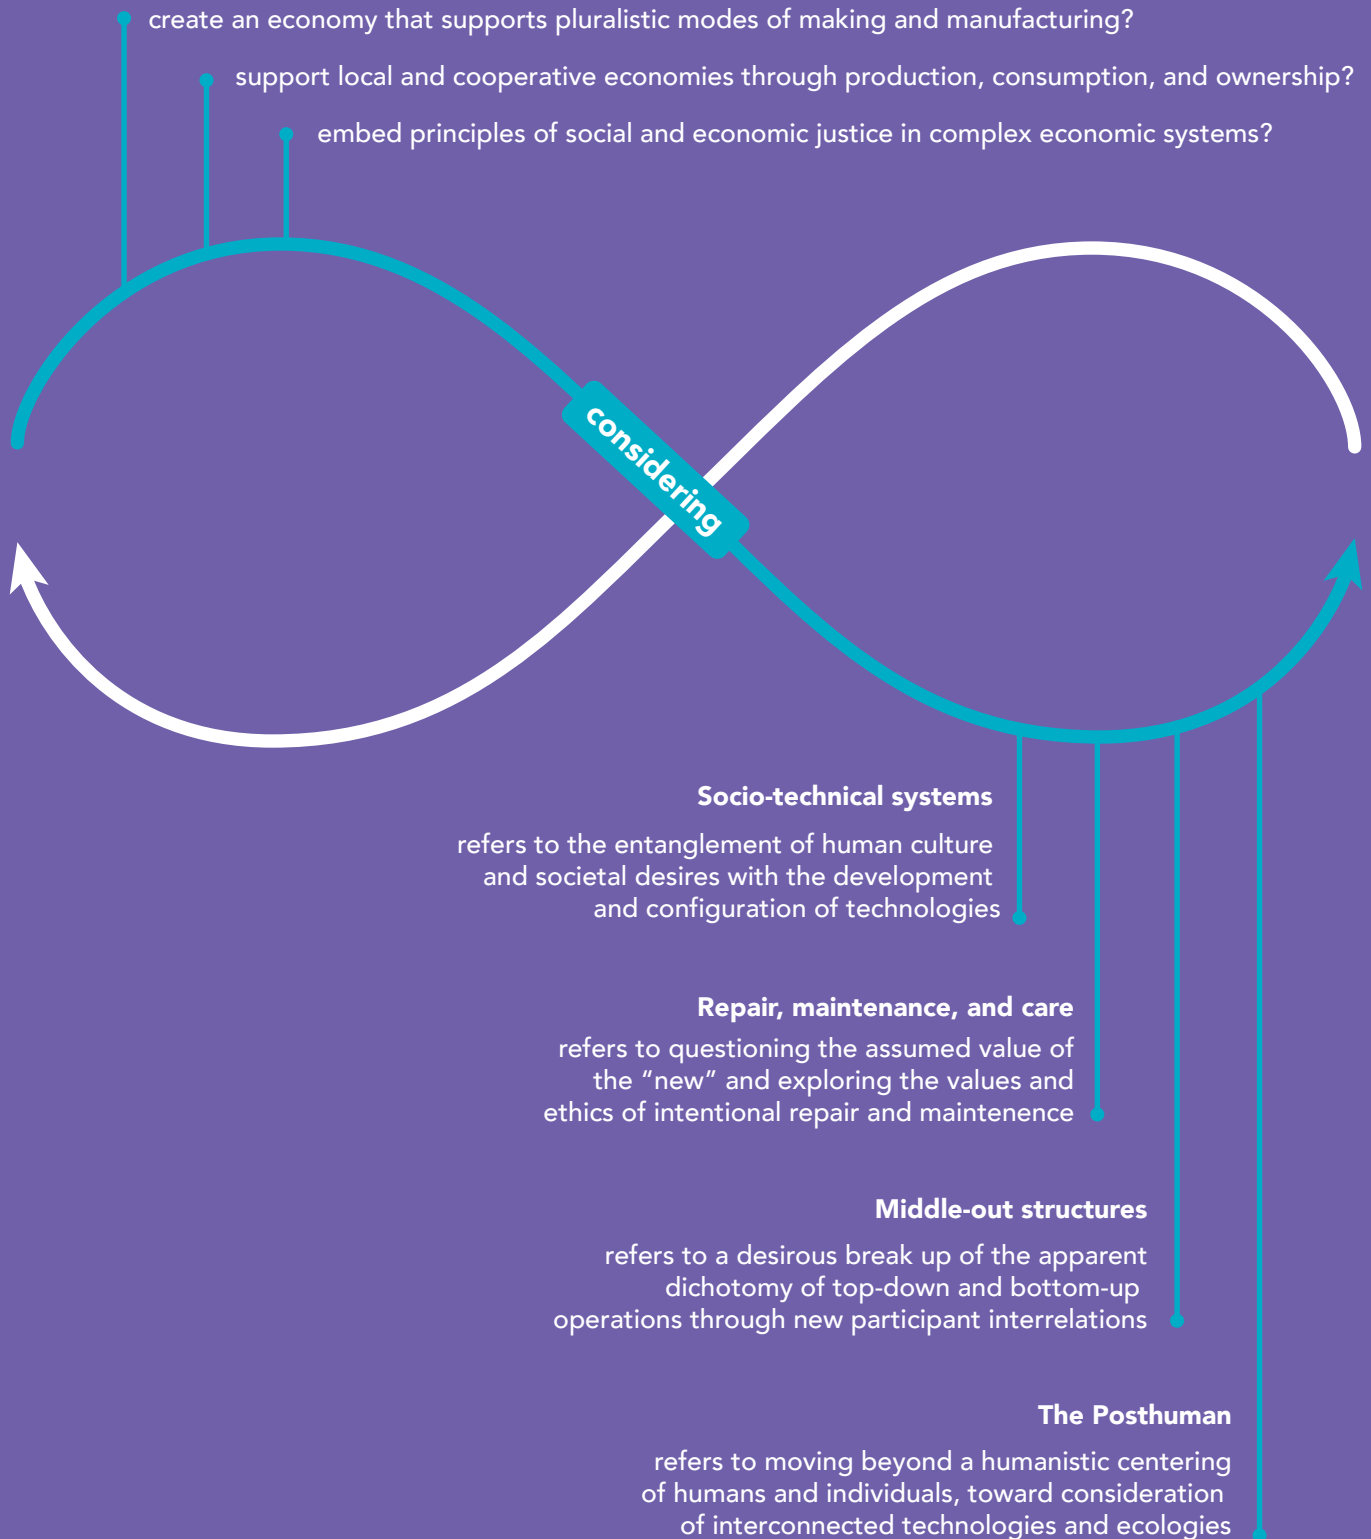 create an economy that supports pluralistic modes of making and manufacturing?
support local and cooperative economies through production, consumption, and ownership?
embed principles of social and economic justice in complex economic systems?
considering
Socio-technical systems
refers to the entanglement of human culture
and societal desires with the development
and configuration of technologies
Repair, maintenance, and care
refers to questioning the assumed value of
the “new” and exploring the values and
ethics of intentional repair and maintenence
Middle-out structures
refers to a desirous break up of the apparent
dichotomy of top-down and bottom-up
operations through new participant interrelations
The Posthuman
refers to moving beyond a humanistic centering
of humans and individuals, toward consideration
of interconnected technologies and ecologies